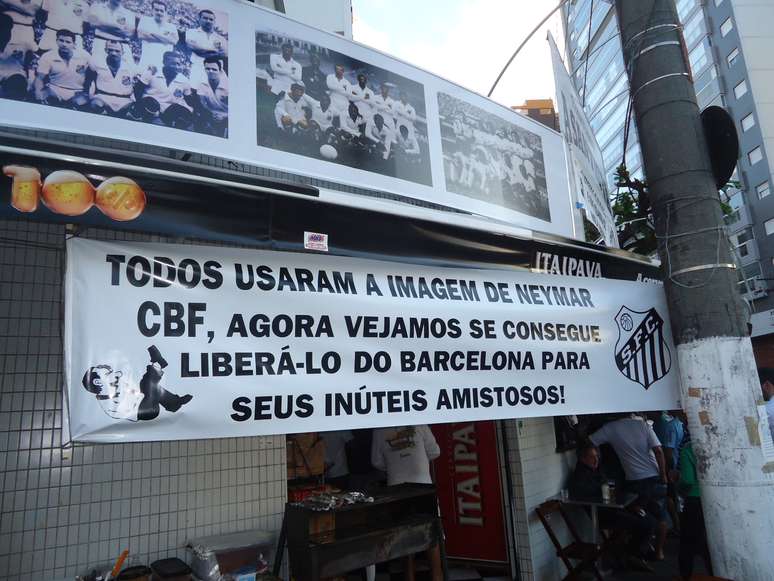 100%
ITAIPAVA
TODOS USARAM A IMAGEM DE NEYMAR
CBF, AGORA VEJAMOS SE CONSEGUE
LIBERÁ-LO DO BARCELONA PARA
SEUS INÚTEIS AMISTOSOS!
S.F.C.
ITAIPAVA